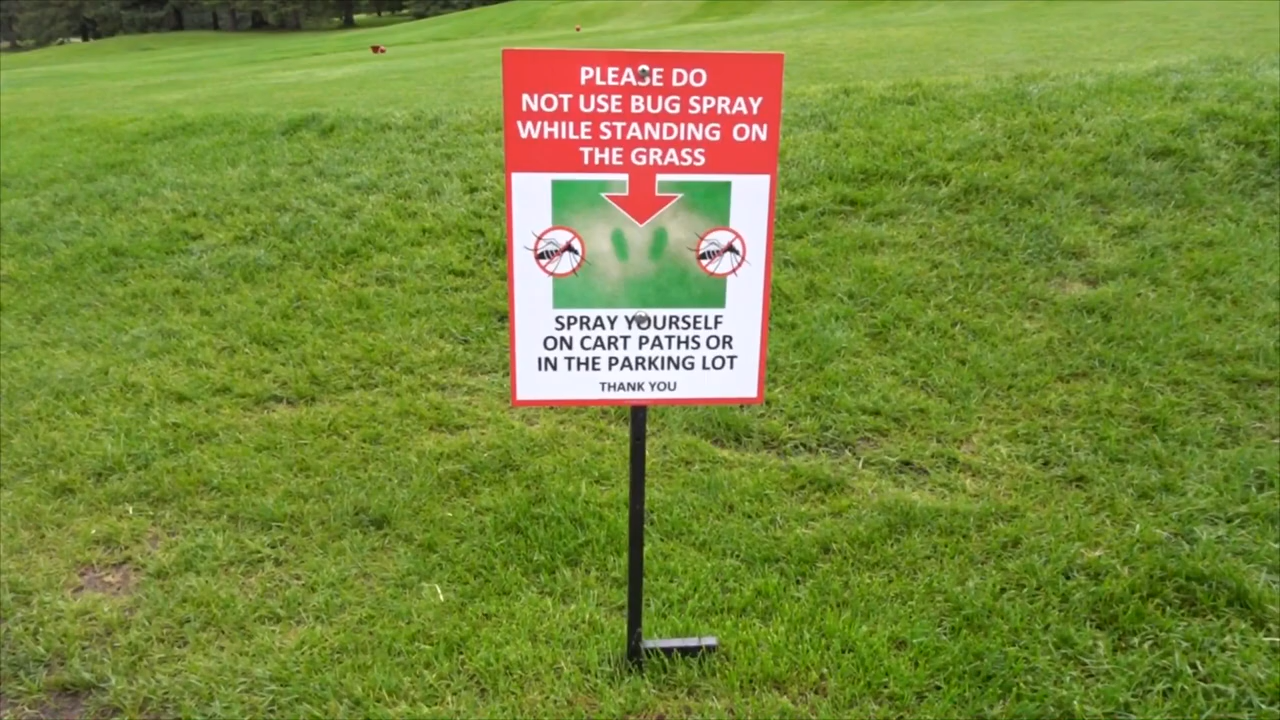 PLEASE DO
NOT USE BUG SPRAY
WHILE STANDING ON
THE GRASS
SPRAY YOURSELF
ON CART PATHS OR
IN THE PARKING LOT
THANK YOU